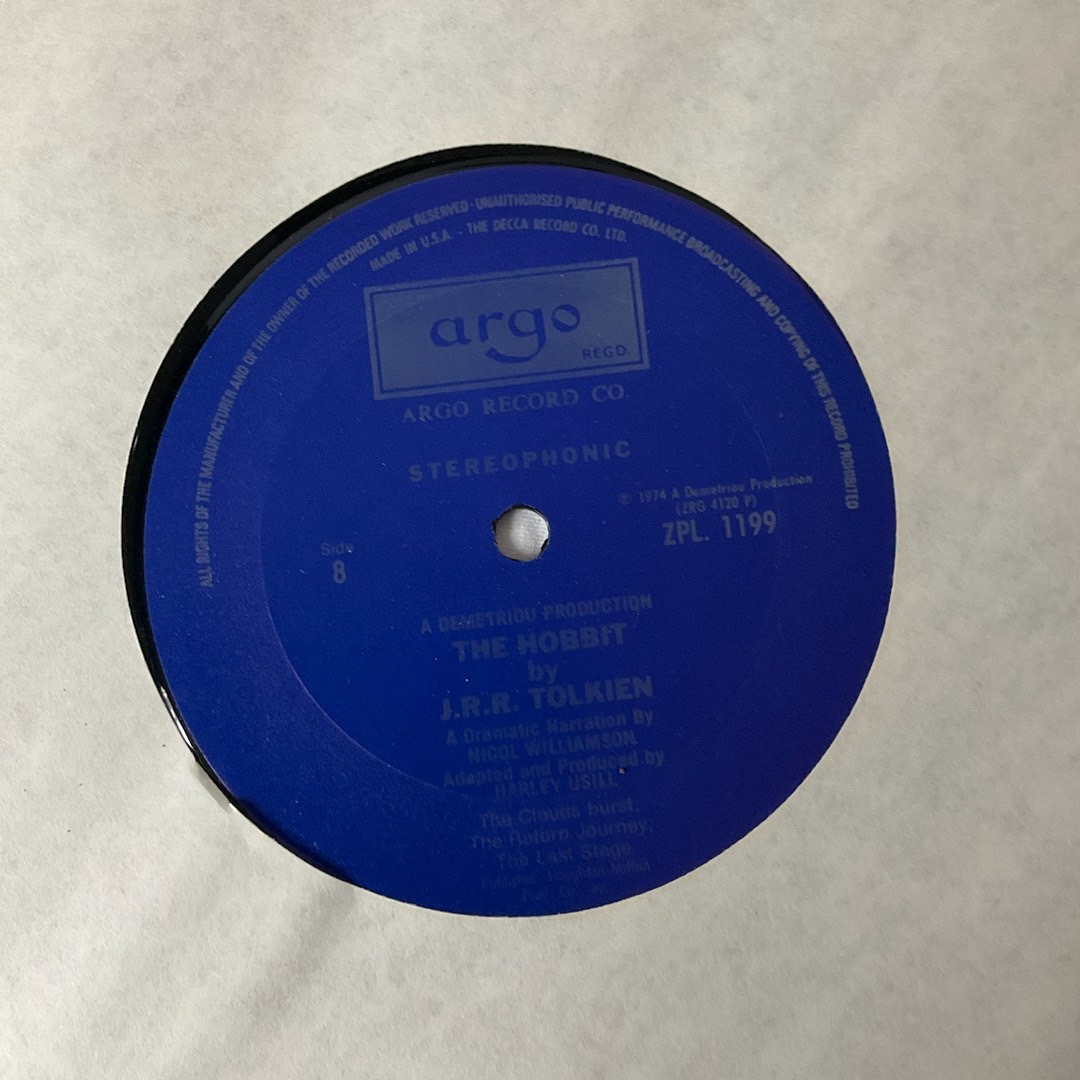 ALL RIGHTS OF THE MANUFACTURER AND OF THE OWNER OF THE RECORDED WORK RESERVED · UNAUTHORISED PUBLIC PERFORMANCE BROADCASTING AND COPYING OF THIS RECORD PROHIBITED
MADE IN U.S.A. - THE DECCA RECORD CO. LTD.
argo
REGD.
ARGO RECORD CO.
STEREOPHONIC
℗ 1974 A Demetriou Production
(ZRG 4120 P)
ZPL. 1199
Side
8
A DEMETRIOU PRODUCTION
THE HOBBIT
by
J.R.R. TOLKIEN
A Dramatic Narration By
NICOL WILLIAMSON
Adapted and Produced by
HARLEY USILL
The Clouds burst,
The Return Journey,
The Last Stage
Houghton Mifflin